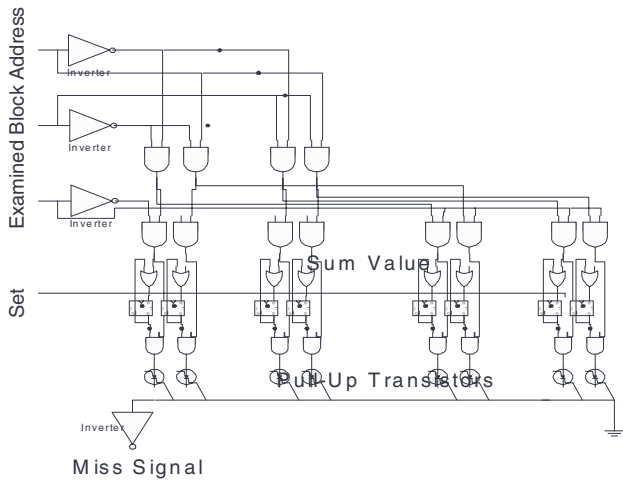 Examined Block Address
Inverter
Inverter
Inverter
Sum Value
Set
Pull-Up Transistors
Inverter
Miss Signal